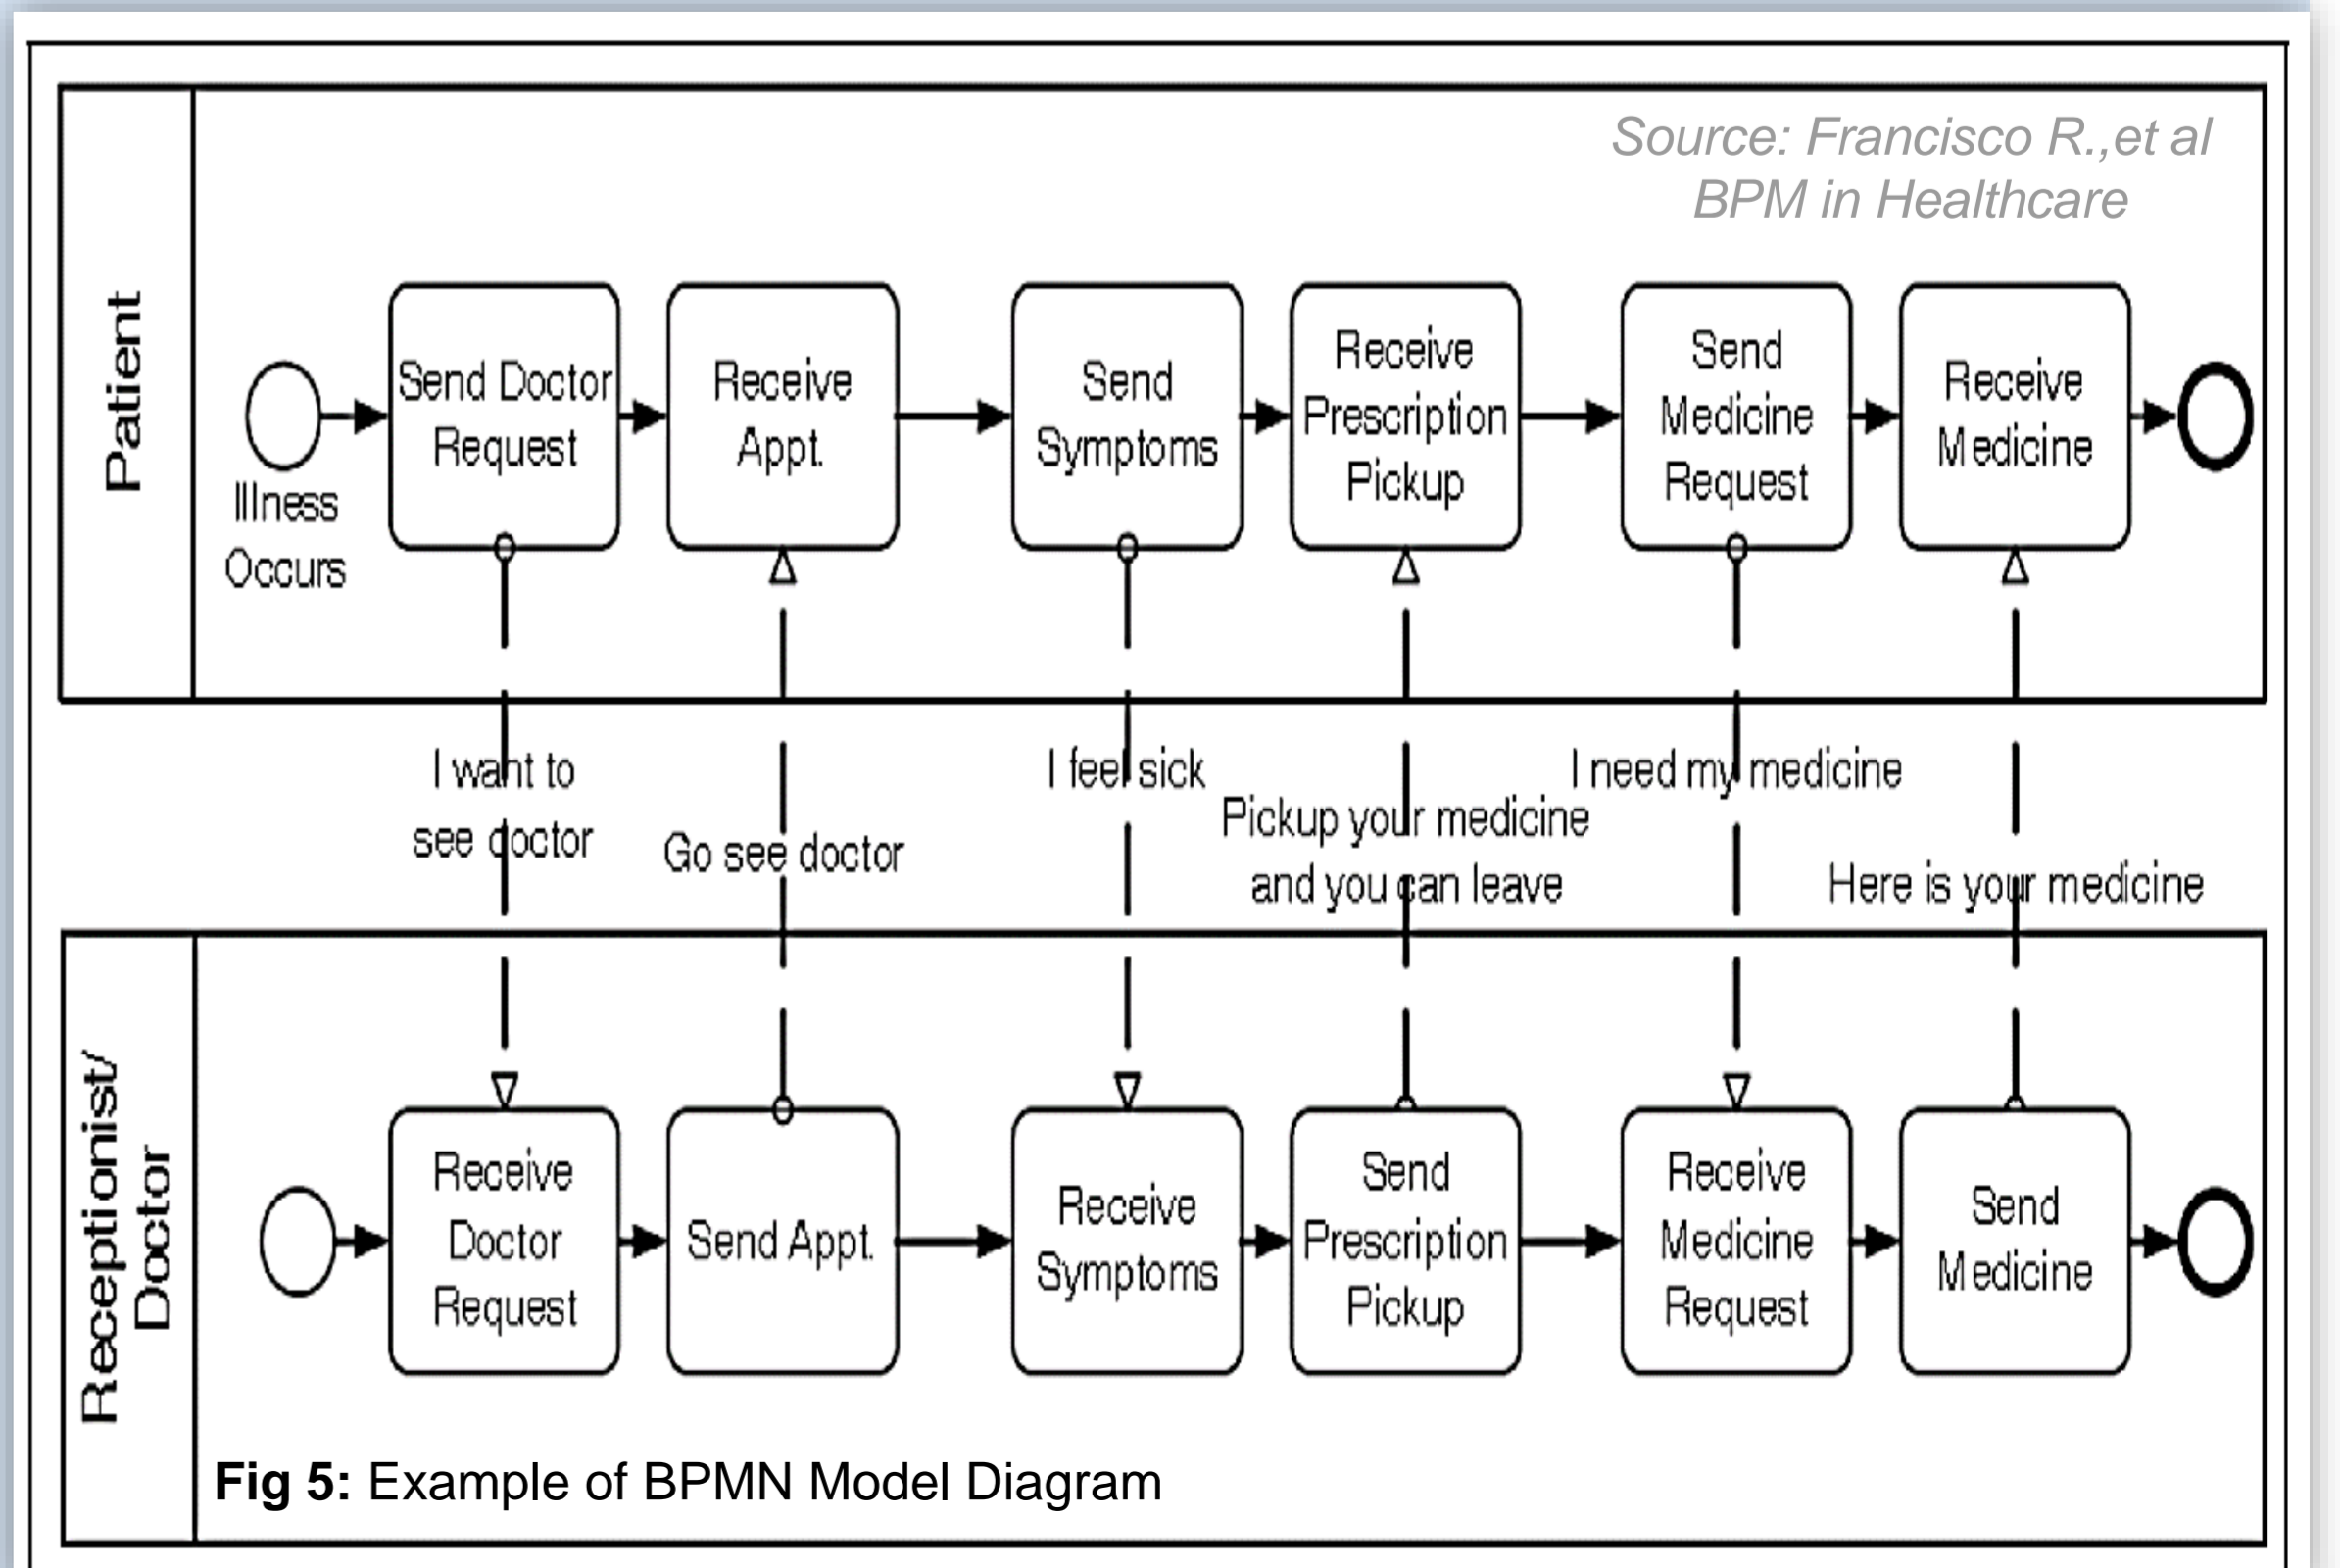 Source: Francisco R.,et al
BPM in Healthcare
Patient
Illness
Occurs
Send Doctor
Request
Receive
Appt.
Send
Symptoms
Receive
Prescription
Pickup
Send
Medicine
Request
Receive
Medicine
I want to
see doctor
Go see doctor
I feel sick
Pickup your medicine
and you can leave
I need my medicine
Here is your medicine
Receptionist/
Doctor
Receive
Doctor
Request
Send Appt.
Receive
Symptoms
Send
Prescription
Pickup
Receive
Medicine
Request
Send
Medicine
Fig 5: Example of BPMN Model Diagram